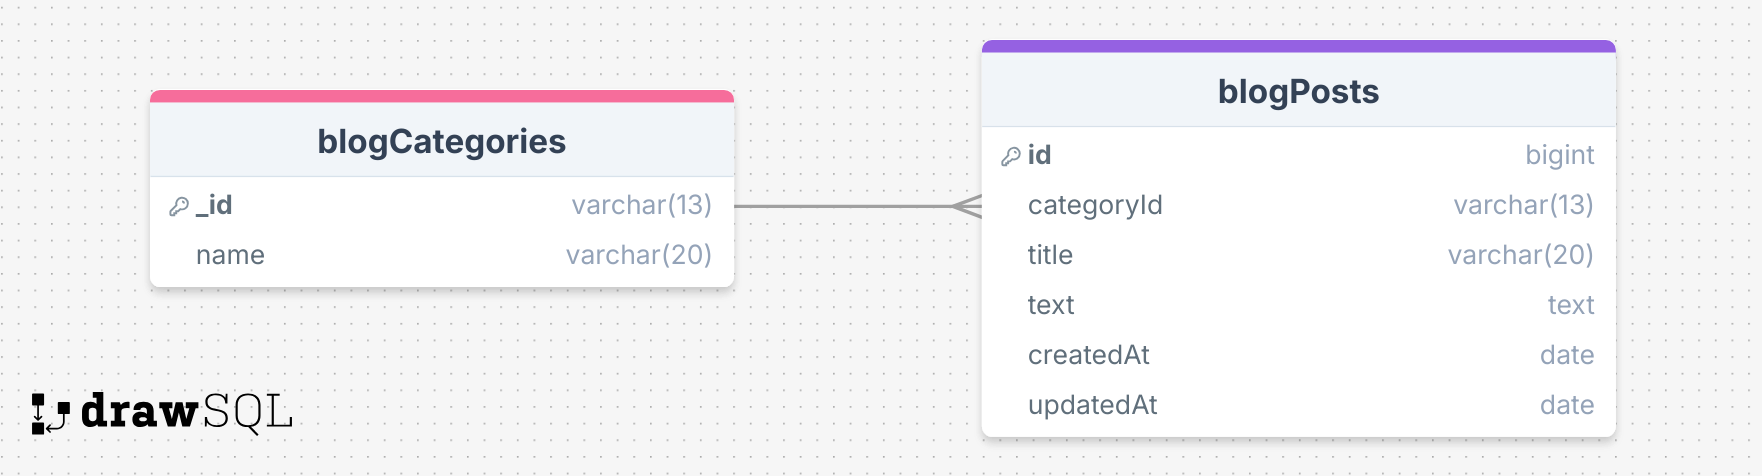 blogCategories
_id varchar(13)
name varchar(20)
blogPosts
id bigint
categoryId varchar(13)
title varchar(20)
text text
createdAt date
updatedAt date
drawSQL